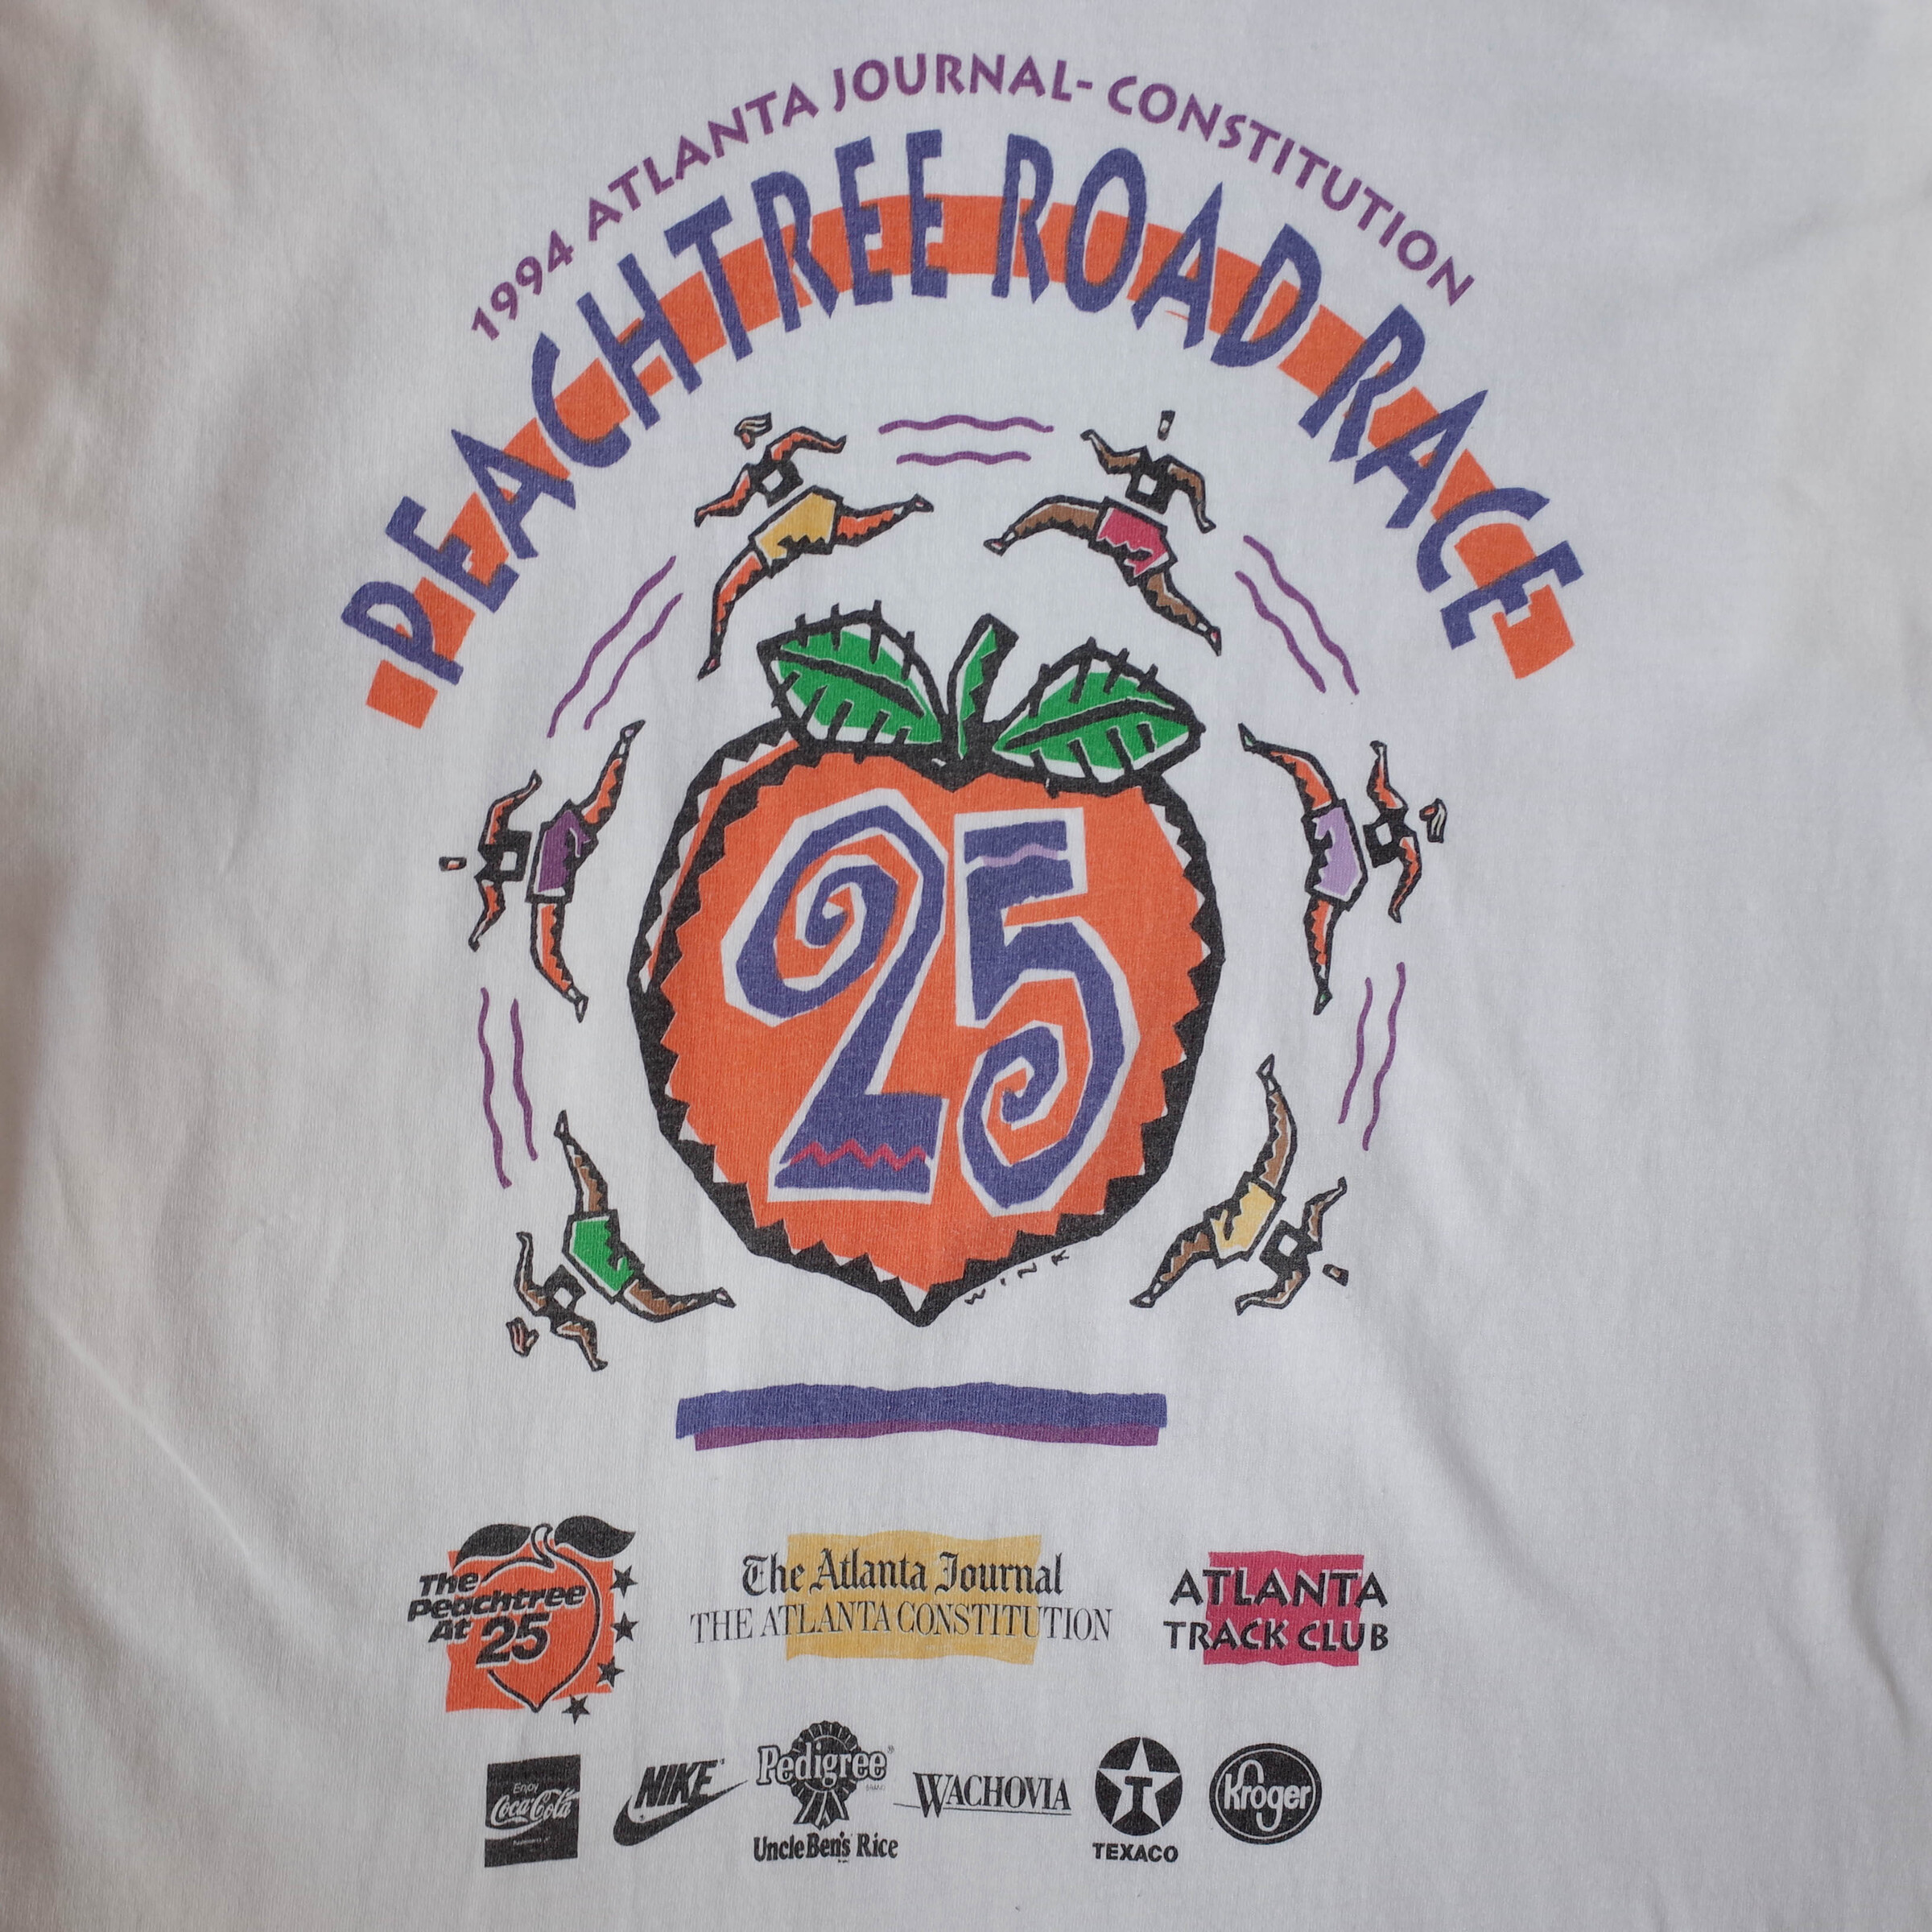 1994 ATLANTA JOURNAL-CONSTITUTION
PEACHTREE ROAD RACE
25
WINK
The
Peachtree
At 25
The Atlanta Journal
THE ATLANTA CONSTITUTION
ATLANTA
TRACK CLUB
Enjoy
Coca-Cola
NIKE
Pedigree
Uncle Ben's Rice
WACHOVIA
TEXACO
Kroger